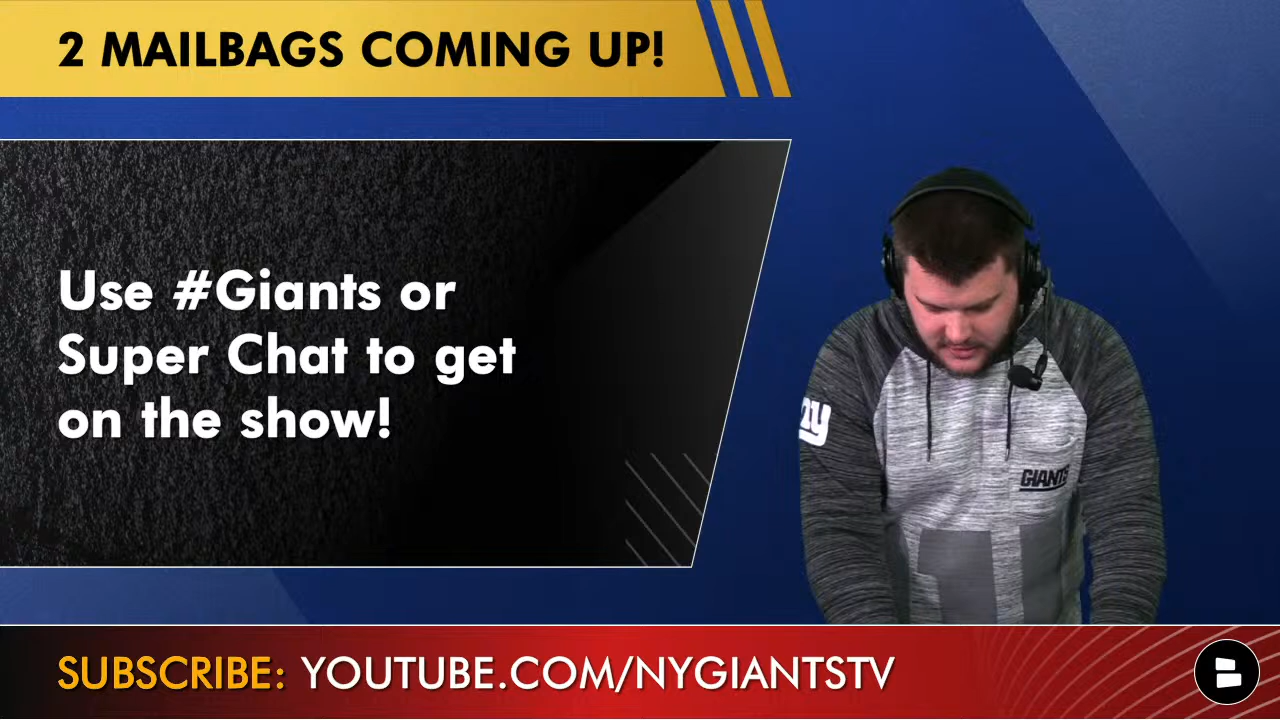 2 MAILBAGS COMING UP!
Use #Giants or
Super Chat to get
on the show!
ny
GIANTS
SUBSCRIBE: YOUTUBE.COM/NYGIANTSTV